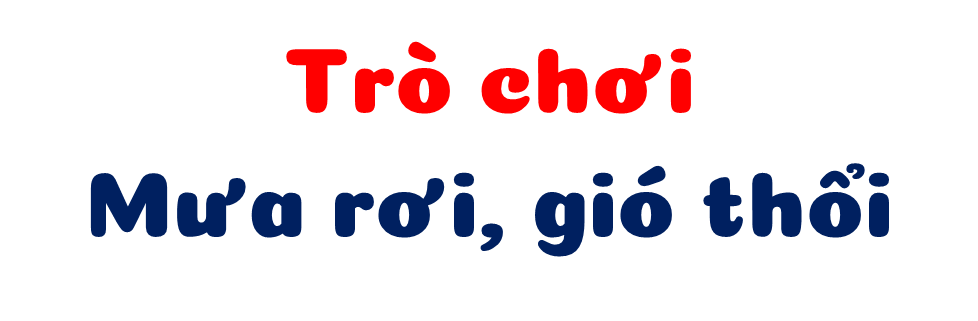 Trò chơi
Mưa rơi, gió thổi